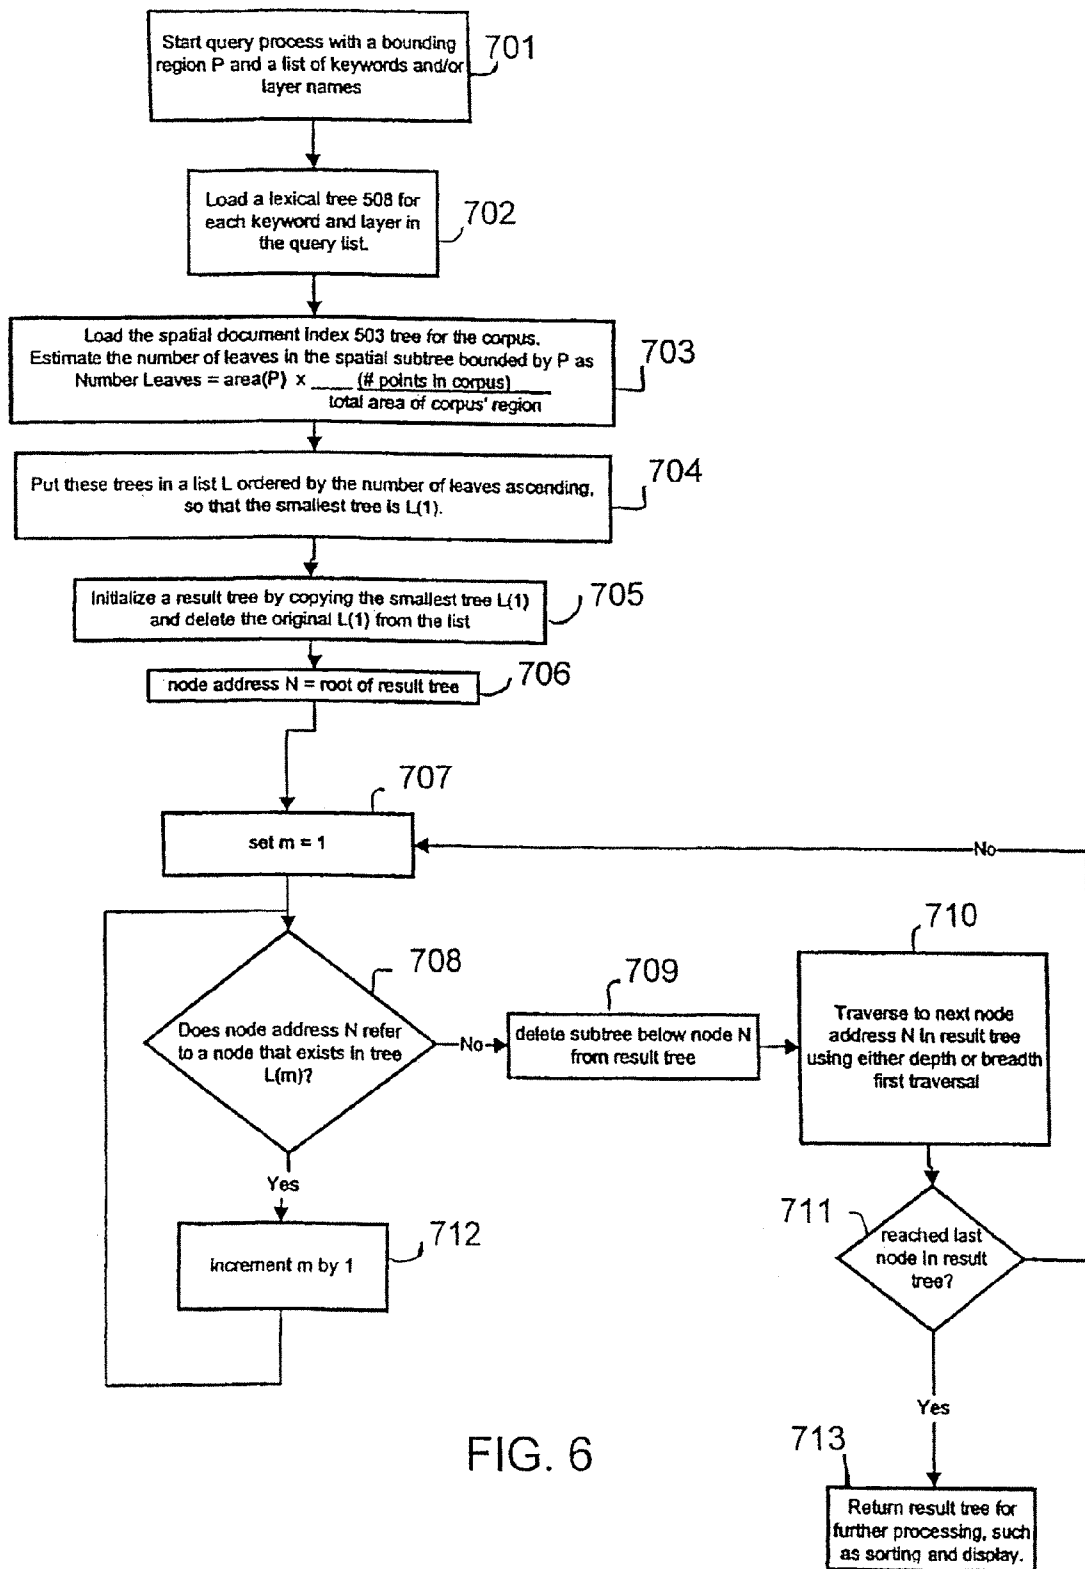 Start query process with a bounding
region P and a list of keywords and/or
layer names
701
Load a lexical tree 508 for
each keyword and layer in
the query list.
702
Load the spatial document index 503 tree for the corpus.
Estimate the number of leaves in the spatial subtree bounded by P as
Number Leaves = area(P) x ____ (# points in corpus)____
total area of corpus' region
703
Put these trees in a list L ordered by the number of leaves ascending,
so that the smallest tree is L(1).
704
Initialize a result tree by copying the smallest tree L(1)
and delete the original L(1) from the list
705
node address N = root of result tree
706
707
set m = 1
No
708
Does node address N refer
to a node that exists in tree
L(m)?
No
709
delete subtree below node N
from result tree
710
Traverse to next node
address N in result tree
using either depth or breadth
first traversal
Yes
712
increment m by 1
711
reached last
node in result
tree?
Yes
713
Return result tree for
further processing, such
as sorting and display.
FIG. 6